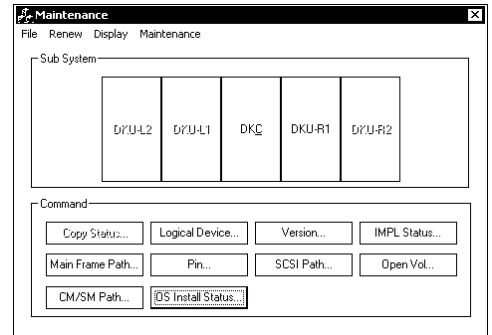 Maintenance
File Renew Display Maintenance
Sub System
DKU-L2 DKU-L1 DKC DKU-R1 DKU-R2
Command
Copy Status... Logical Device... Version... IMPL Status...
Main Frame Path... Pin... SCSI Path... Open Vol...
CM/SM Path... OS Install Status...